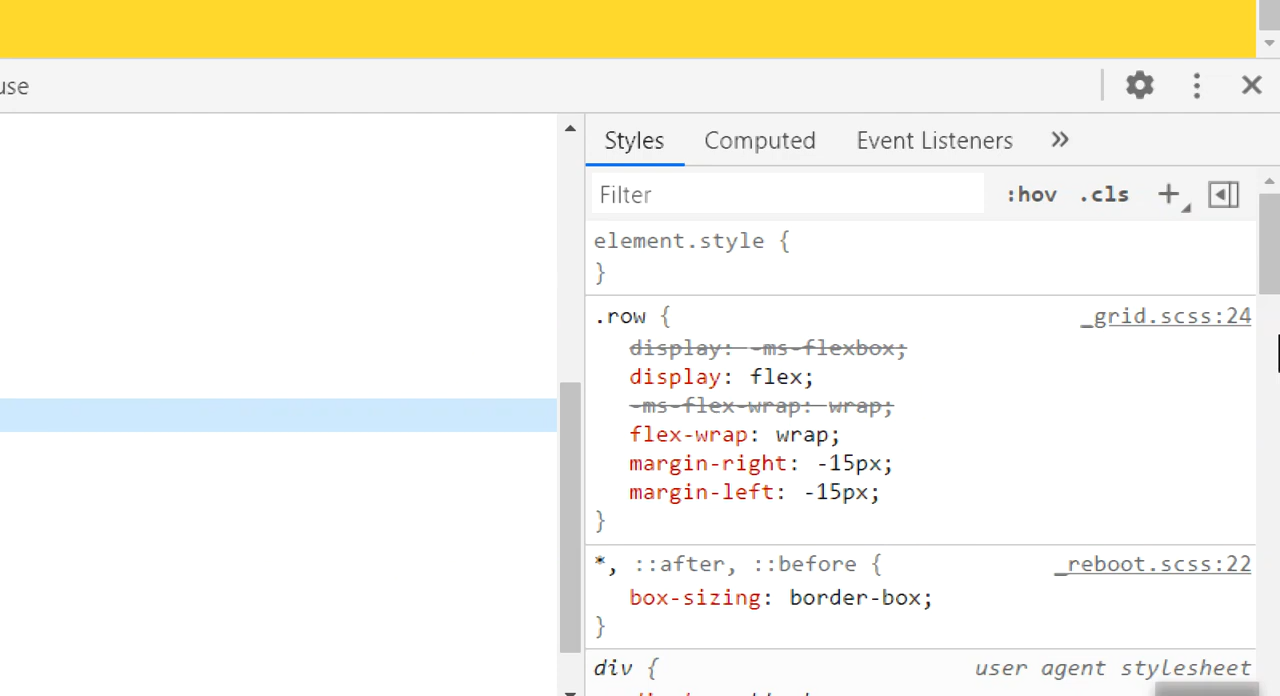 use
Styles Computed Event Listeners »
Filter :hov .cls +
element.style {
}
.row { _grid.scss:24
display: -ms-flexbox;
display: flex;
-ms-flex-wrap: wrap;
flex-wrap: wrap;
margin-right: -15px;
margin-left: -15px;
}
*, ::after, ::before { _reboot.scss:22
box-sizing: border-box;
}
div { user agent stylesheet